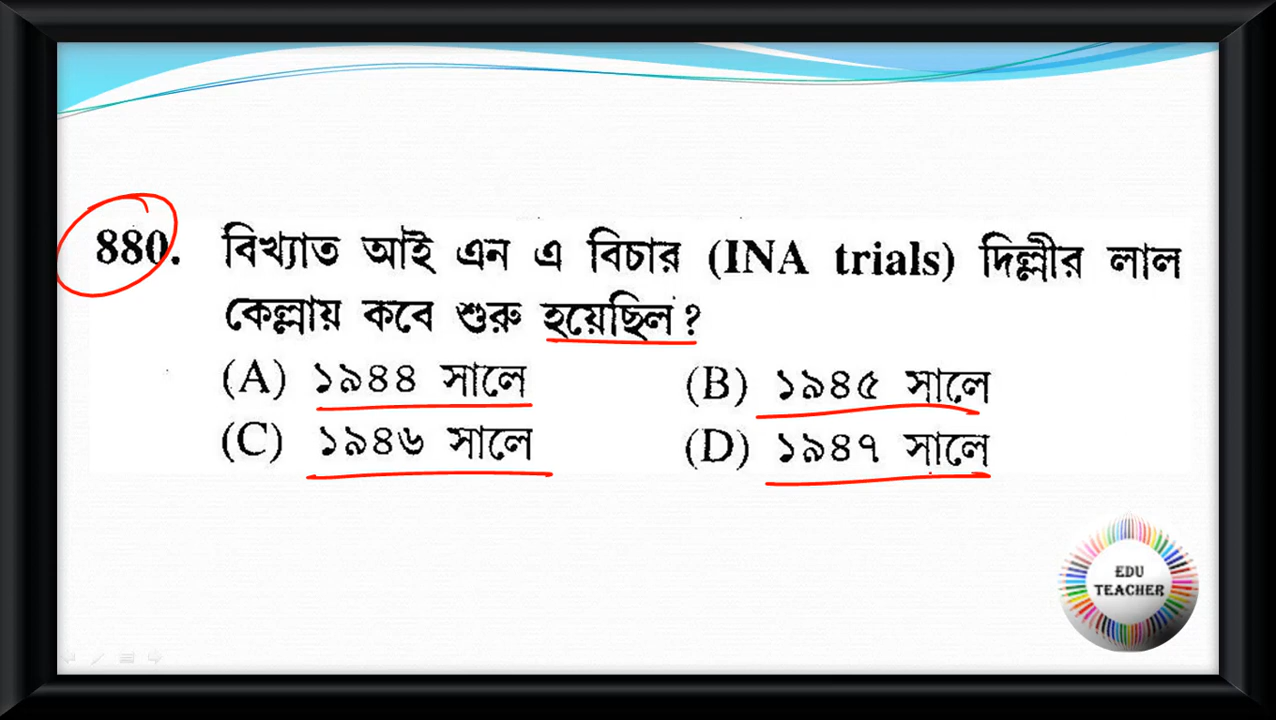 880. বিখ্যাত আই এন এ বিচার (INA trials) দিল্লীর লাল
কেল্লায় কবে শুরু হয়েছিল?
(A) ১৯৪৪ সালে (B) ১৯৪৫ সালে
(C) ১৯৪৬ সালে (D) ১৯৪৭ সালে
EDU
TEACHER